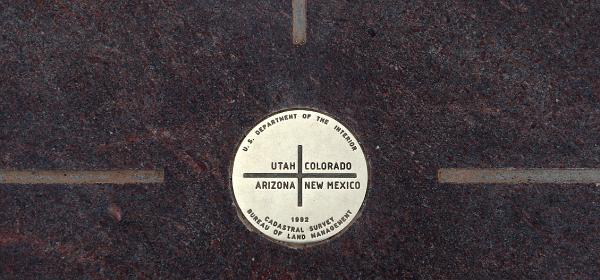 U.S. DEPARTMENT OF THE INTERIOR
UTAH COLORADO
ARIZONA NEW MEXICO
1992
CADASTRAL SURVEY
BUREAU OF LAND MANAGEMENT